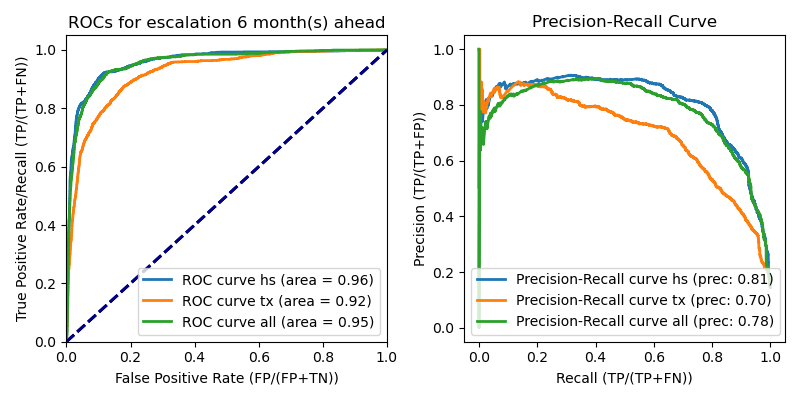 ROCs for escalation 6 month(s) ahead
True Positive Rate/Recall (TP/(TP+FN))
1.0
0.8
0.6
0.4
0.2
0.0
ROC curve hs (area = 0.96)
ROC curve tx (area = 0.92)
ROC curve all (area = 0.95)
0.0 0.2 0.4 0.6 0.8 1.0
False Positive Rate (FP/(FP+TN))
Precision-Recall Curve
Precision (TP/(TP+FP))
1.0
0.8
0.6
0.4
0.2
0.0
Precision-Recall curve hs (prec: 0.81)
Precision-Recall curve tx (prec: 0.70)
Precision-Recall curve all (prec: 0.78)
0.0 0.2 0.4 0.6 0.8 1.0
Recall (TP/(TP+FN))